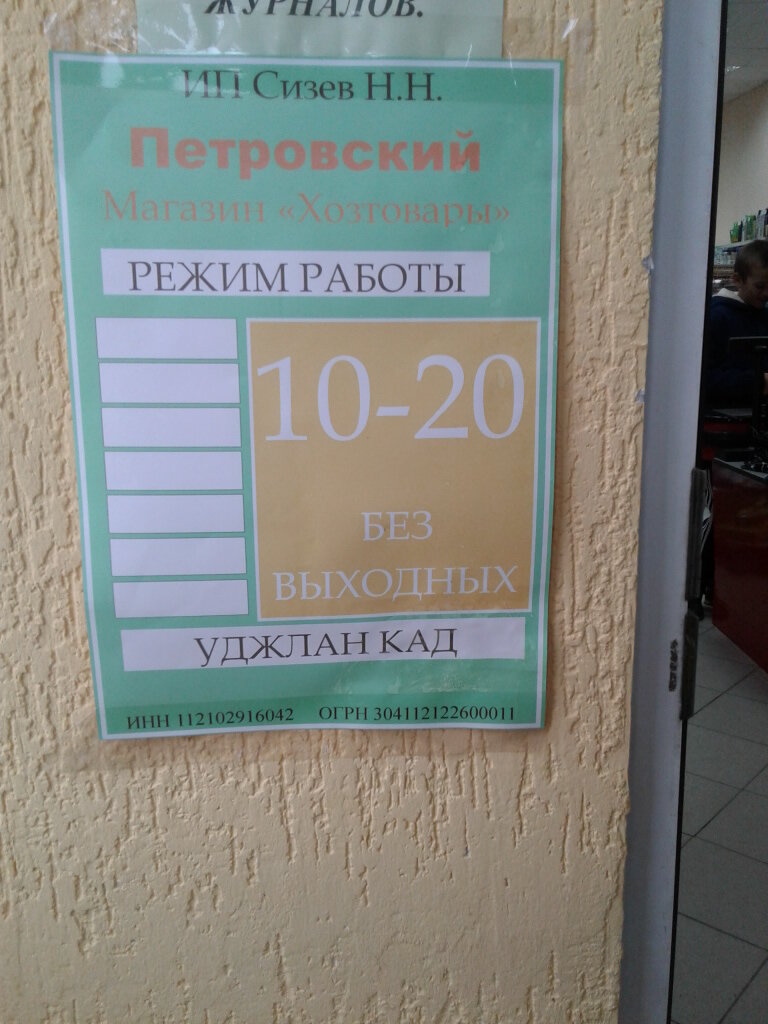 ЖУРНАЛОВ.
ИП Сизев Н.Н.
Петровский
Магазин «Хозтовары»
РЕЖИМ РАБОТЫ
10-20
БЕЗ
ВЫХОДНЫХ
УДЖЛАН КАД
ИНН 112102916042 ОГРН 304112122600011